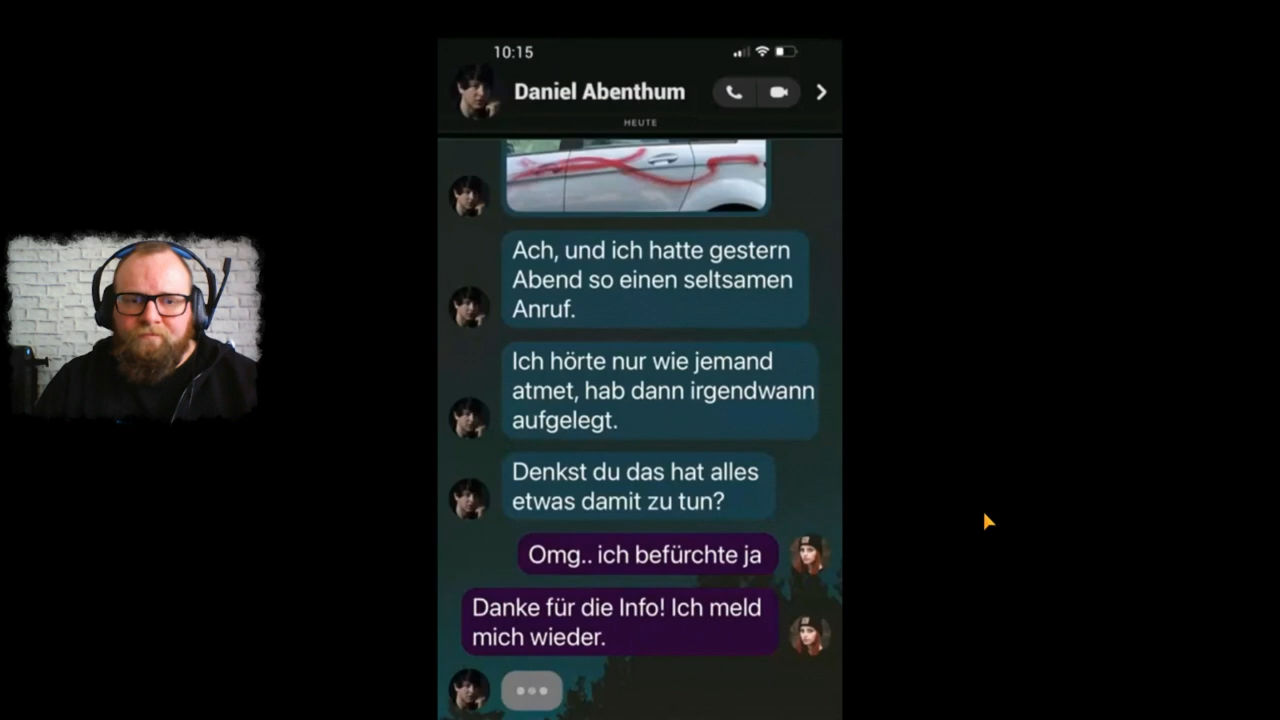 10:15
Daniel Abenthum
HEUTE
Ach, und ich hatte gestern
Abend so einen seltsamen
Anruf.
Ich hörte nur wie jemand
atmet, hab dann irgendwann
aufgelegt.
Denkst du das hat alles
etwas damit zu tun?
Omg.. ich befürchte ja
Danke für die Info! Ich meld
mich wieder.